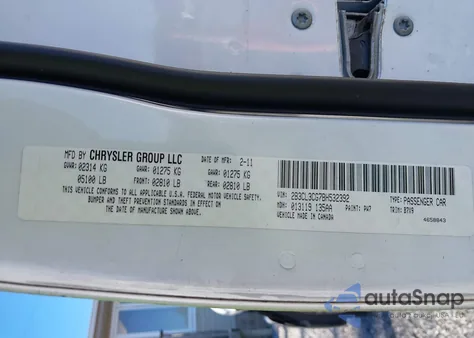 MFD BY CHRYSLER GROUP LLC DATE OF MFR: 2-11
GVWR: 02314 KG GAWR: 01275 KG GAWR: 01275 KG
05100 LB FRONT: 02810 LB REAR: 02810 LB
THIS VEHICLE CONFORMS TO ALL APPLICABLE U.S.A. FEDERAL MOTOR VEHICLE SAFETY,
BUMPER AND THEFT PREVENTION STANDARDS IN EFFECT ON THE
DATE OF MANUFACTURE SHOWN ABOVE.
VIN: 2B3CL3CG7BH532392 TYPE: PASSENGER CAR
MDH: 013119 135AA PAINT: PW7 TRIM: B7V9
VEHICLE MADE IN CANADA 4658843
autoSnap